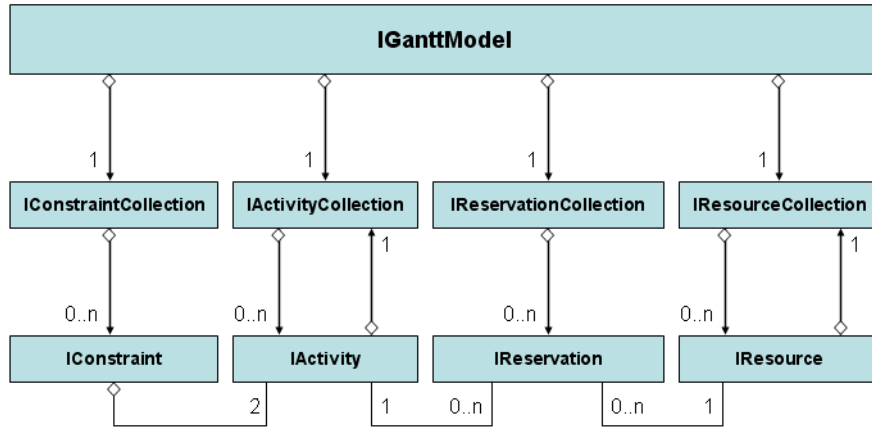 IGanttModel
1 1 1 1
IConstraintCollection IActivityCollection IReservationCollection IResourceCollection
1 1
0..n 0..n 0..n 0..n
IConstraint IActivity IReservation IResource
2 1 0..n 0..n 1